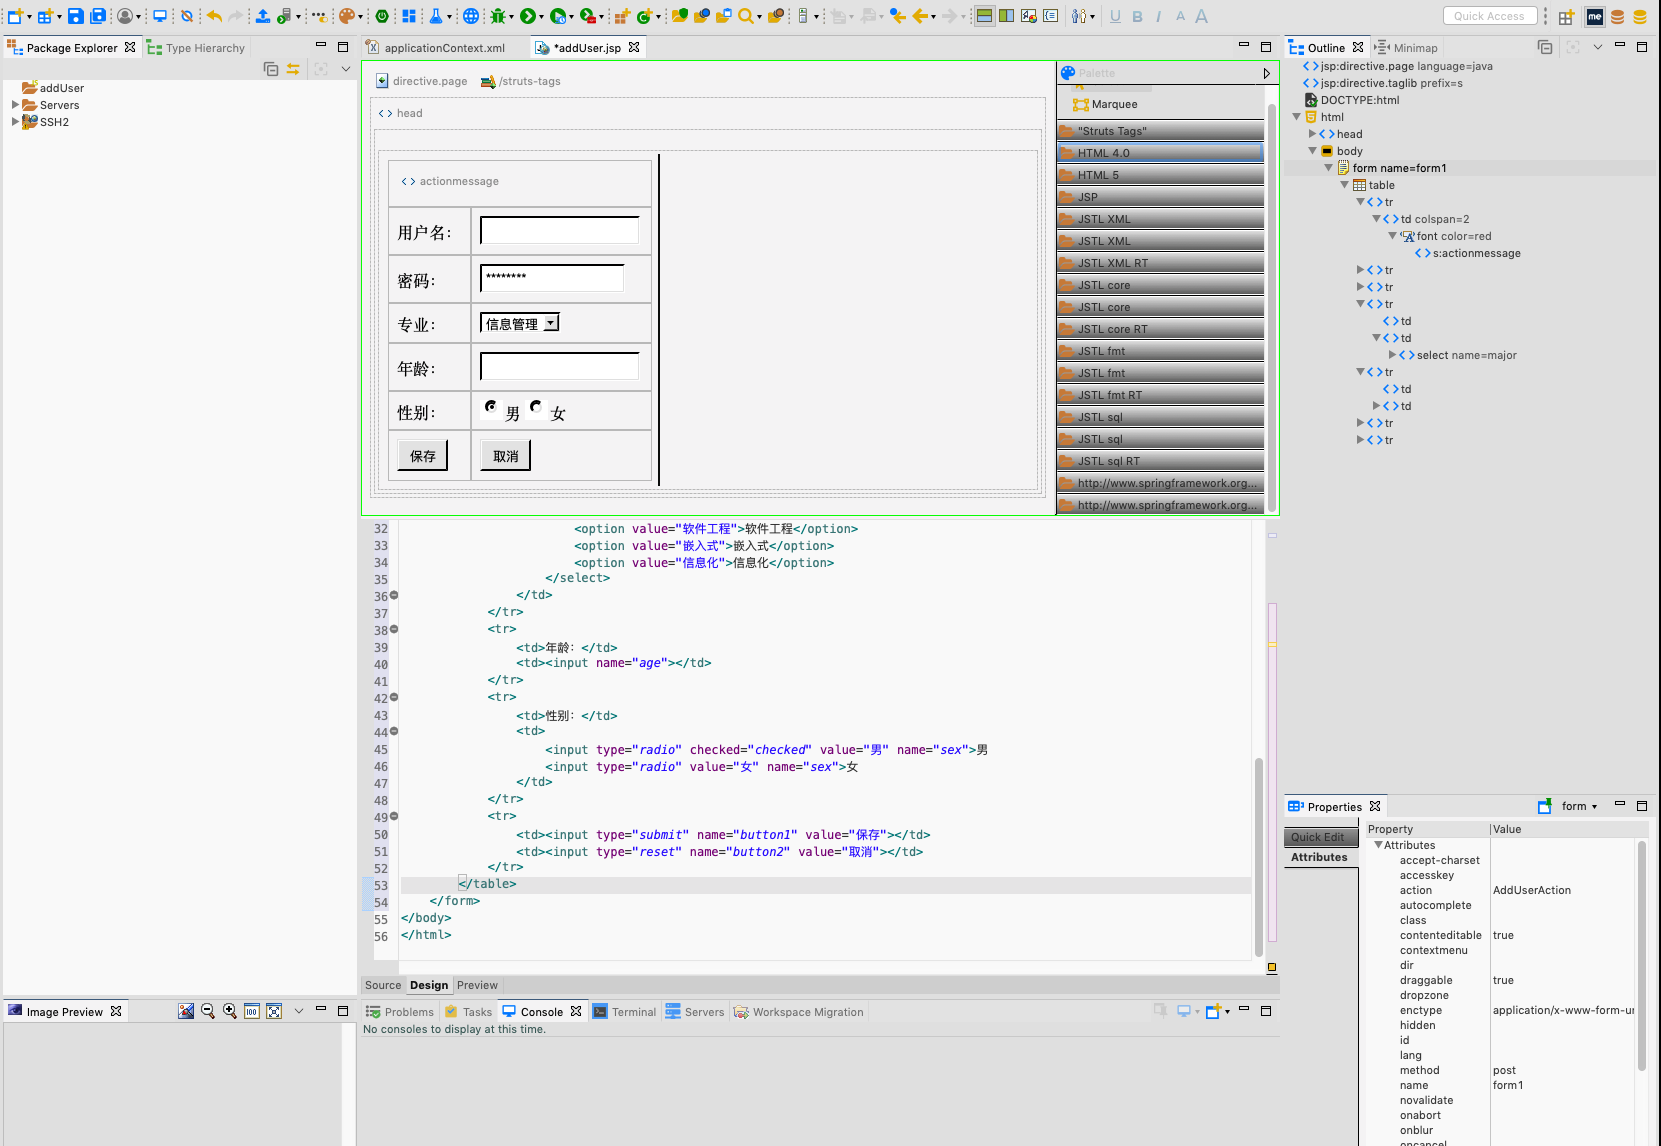 Quick Access
me
Package Explorer
Type Hierarchy
addUser
Servers
SSH2
applicationContext.xml
*addUser.jsp
directive.page
/struts-tags
head
actionmessage
用户名：
密码：
********
专业：
信息管理
年龄：
性别：
男
女
保存
取消
Palette
Marquee
"Struts Tags"
HTML 4.0
HTML 5
JSP
JSTL XML
JSTL XML
JSTL XML RT
JSTL core
JSTL core
JSTL core RT
JSTL fmt
JSTL fmt
JSTL fmt RT
JSTL sql
JSTL sql
JSTL sql RT
http://www.springframework.org...
http://www.springframework.org...
32 <option value="软件工程">软件工程</option>
33 <option value="嵌入式">嵌入式</option>
34 <option value="信息化">信息化</option>
35 </select>
36 </td>
37 </tr>
38 <tr>
39 <td>年龄：</td>
40 <td><input name="age"></td>
41 </tr>
42 <tr>
43 <td>性别：</td>
44 <td>
45 <input type="radio" checked="checked" value="男" name="sex">男
46 <input type="radio" value="女" name="sex">女
47 </td>
48 </tr>
49 <tr>
50 <td><input type="submit" name="button1" value="保存"></td>
51 <td><input type="reset" name="button2" value="取消"></td>
52 </tr>
53 </table>
54 </form>
55 </body>
56 </html>
Source
Design
Preview
Outline
Minimap
jsp:directive.page language=java
jsp:directive.taglib prefix=s
DOCTYPE:html
html
head
body
form name=form1
table
tr
td colspan=2
font color=red
s:actionmessage
tr
tr
tr
td
td
select name=major
tr
td
td
tr
tr
Properties
form
Quick Edit
Attributes
Property Value
Attributes
accept-charset
accesskey
action AddUserAction
autocomplete
class
contenteditable true
contextmenu
dir
draggable true
dropzone
enctype application/x-www-form-ur
hidden
id
lang
method post
name form1
novalidate
onabort
onblur
oncancel
Image Preview
100
Problems
Tasks
Console
Terminal
Servers
Workspace Migration
No consoles to display at this time.